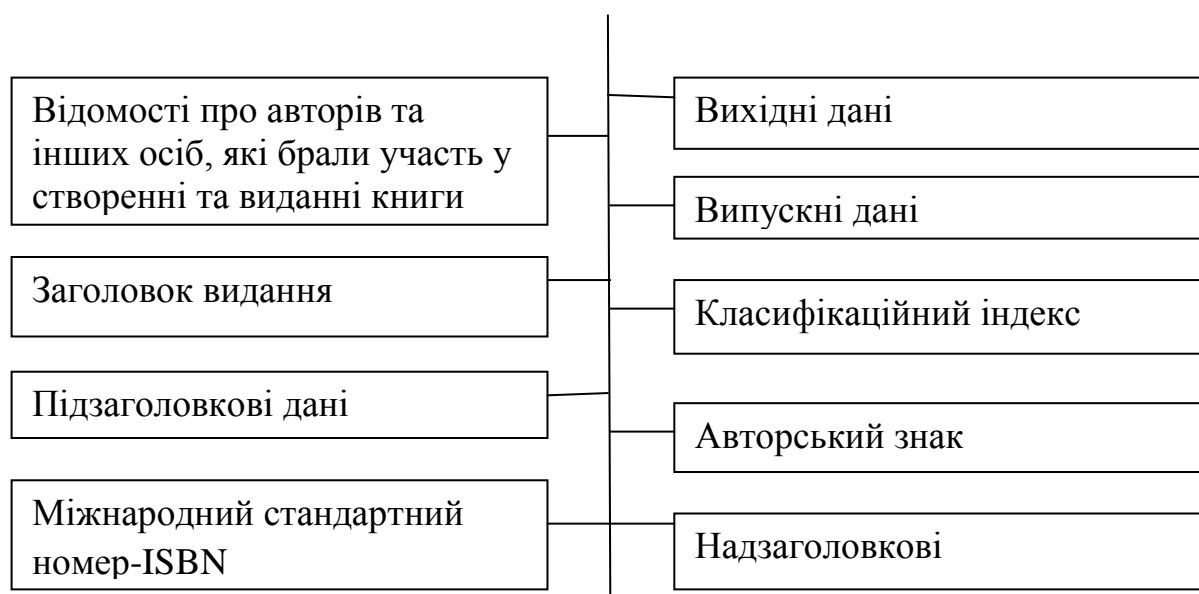 Відомості про авторів та
інших осіб, які брали участь у
створенні та виданні книги
Заголовок видання
Підзаголовкові дані
Міжнародний стандартний
номер-ISBN
Вихідні дані
Випускні дані
Класифікаційний індекс
Авторський знак
Надзаголовкові